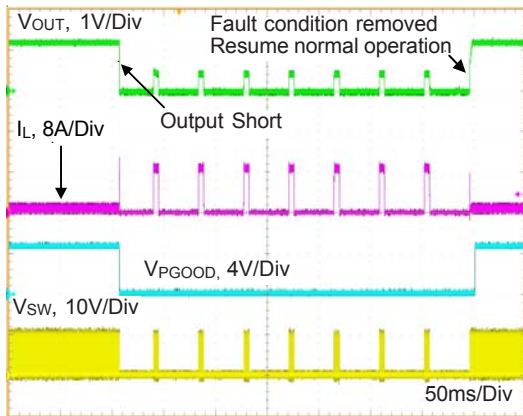 VOUT, 1V/Div
Fault condition removed
Resume normal operation
Output Short
IL, 8A/Div
VPGOOD, 4V/Div
VSW, 10V/Div
50ms/Div